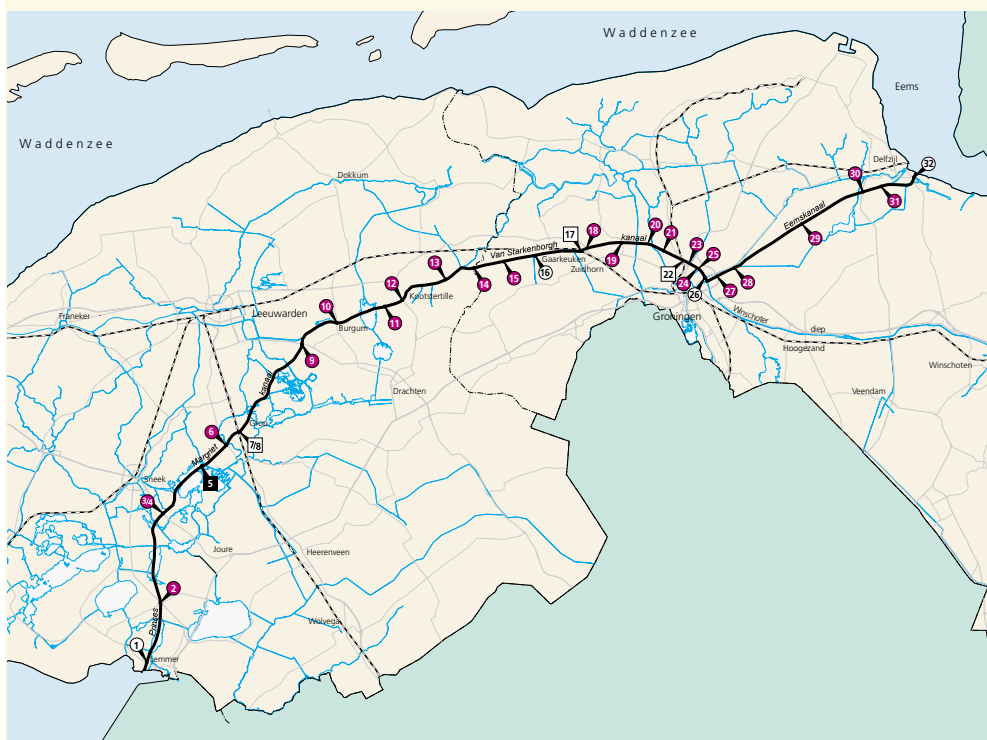 Waddenzee
Eems
Waddenzee
Delfzijl
32
30
Dokkum
31
Eemskanaal
20
18
17
21
29
kanaal
23
Van Starkenborgh
25
Gaarkeuken
19
13
Zuidhorn
16
22
15
12
14
24
28
27
26
Kootstertille
10
Leeuwarden
Franeker
Groningen
Winschoter
11
Burgum
diep
Hoogezand
9
Winschoten
kanaal
Drachten
Veendam
Grou
6
7/8
Margriet
Sneek
5
3/4
Joure
Heerenveen
2
Prinses
Wolvega
1
Lemmer